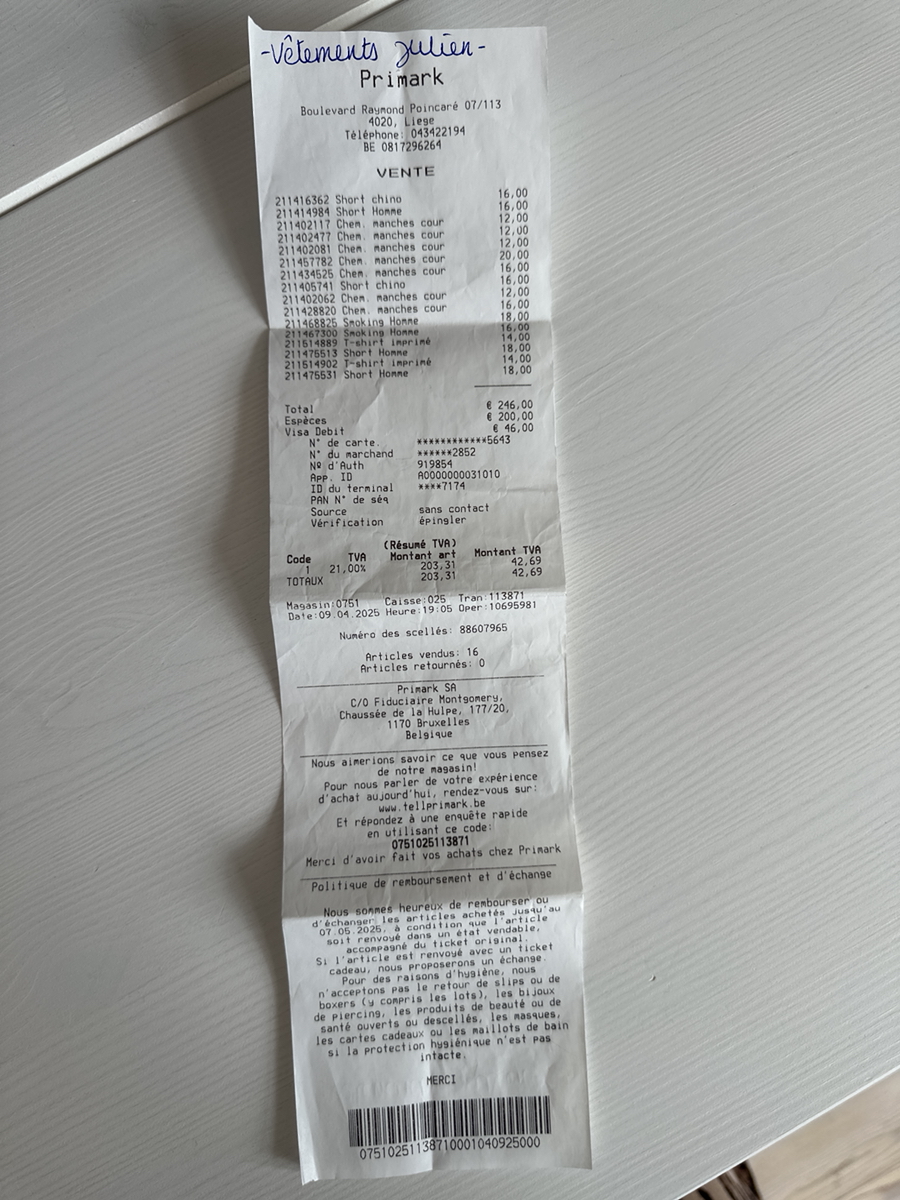 -Vêtements Julien-
Primark
Boulevard Raymond Poincaré 07/113
4020, Liege
Téléphone: 043422194
BE 0817296264
VENTE
211416362 Short chino 16,00
211414984 Short Homme 16,00
211402117 Chem. manches cour 12,00
211402477 Chem. manches cour 12,00
211402081 Chem. manches cour 12,00
211457782 Chem. manches cour 20,00
211434525 Chem. manches cour 16,00
211405741 Short chino 16,00
211402062 Chem. manches cour 12,00
211428820 Chem. manches cour 16,00
211468825 Smoking Homme 18,00
211467300 Smoking Homme 16,00
211514889 T-shirt imprimé 14,00
211475513 Short Homme 18,00
211514902 T-shirt imprimé 14,00
211475531 Short Homme 18,00
Total € 246,00
Espèces € 200,00
Visa Debit € 46,00
N° de carte. ************5643
N° du marchand ******2852
Nº d'Auth 919854
App. ID A0000000031010
ID du terminal ****7174
PAN N° de séq
Source sans contact
Vérification épingler
(Résumé TVA)
Code TVA Montant art Montant TVA
1 21,00% 203,31 42,69
TOTAUX 203,31 42,69
Magasin:0751 Caisse:025 Tran:113871
Date:09.04.2025 Heure:19:05 Oper:10695981
Numéro des scellés: 88607965
Articles vendus: 16
Articles retournés: 0
Primark SA
C/O Fiduciaire Montgomery,
Chaussée de la Hulpe, 177/20,
1170 Bruxelles
Belgique
Nous aimerions savoir ce que vous pensez
de notre magasin!
Pour nous parler de votre expérience
d'achat aujourd'hui, rendez-vous sur:
www.tellprimark.be
Et répondez à une enquête rapide
en utilisant ce code:
0751025113871
Merci d'avoir fait vos achats chez Primark
Politique de remboursement et d'échange
Nous sommes heureux de rembourser ou
d'échanger les articles achetés jusqu'au
07.05.2025, à condition que l'article
soit renvoyé dans un état vendable,
accompagné du ticket original.
Si l'article est renvoyé avec un ticket
cadeau, nous proposerons un échange.
Pour des raisons d'hygiène, nous
n'acceptons pas le retour de slips ou de
boxers (y compris les lots), les bijoux
de piercing, les produits de beauté ou de
santé ouverts ou descellés, les masques,
les cartes cadeaux ou les maillots de bain
si la protection hygiénique n'est pas
intacte.
MERCI
07510251138710001040925000